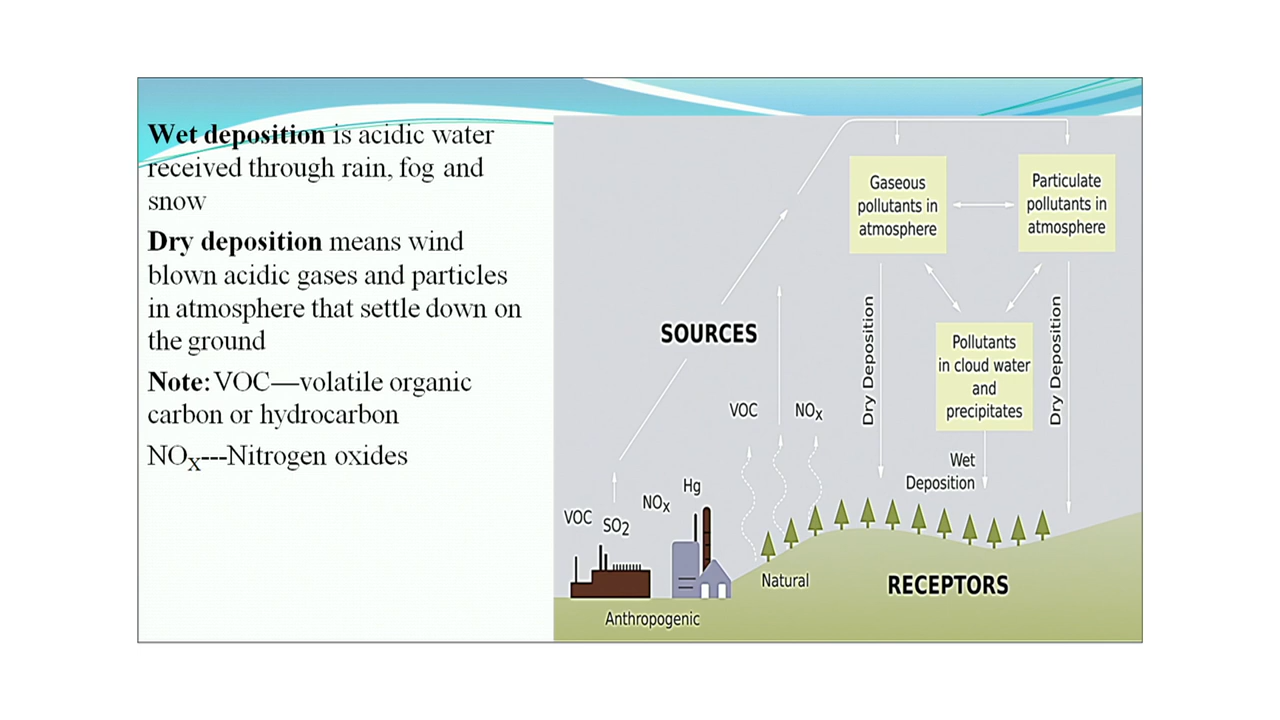 Wet deposition is acidic water
received through rain, fog and
snow
Dry deposition means wind
blown acidic gases and particles
in atmosphere that settle down on
the ground
Note: VOC—volatile organic
carbon or hydrocarbon
NOX---Nitrogen oxides
Gaseous
pollutants in
atmosphere
Particulate
pollutants in
atmosphere
SOURCES
Dry Deposition
Pollutants
in cloud water
and
precipitates
Dry Deposition
VOC
NOX
Wet
Deposition
VOC
SO2
NOX
Hg
Natural
RECEPTORS
Anthropogenic